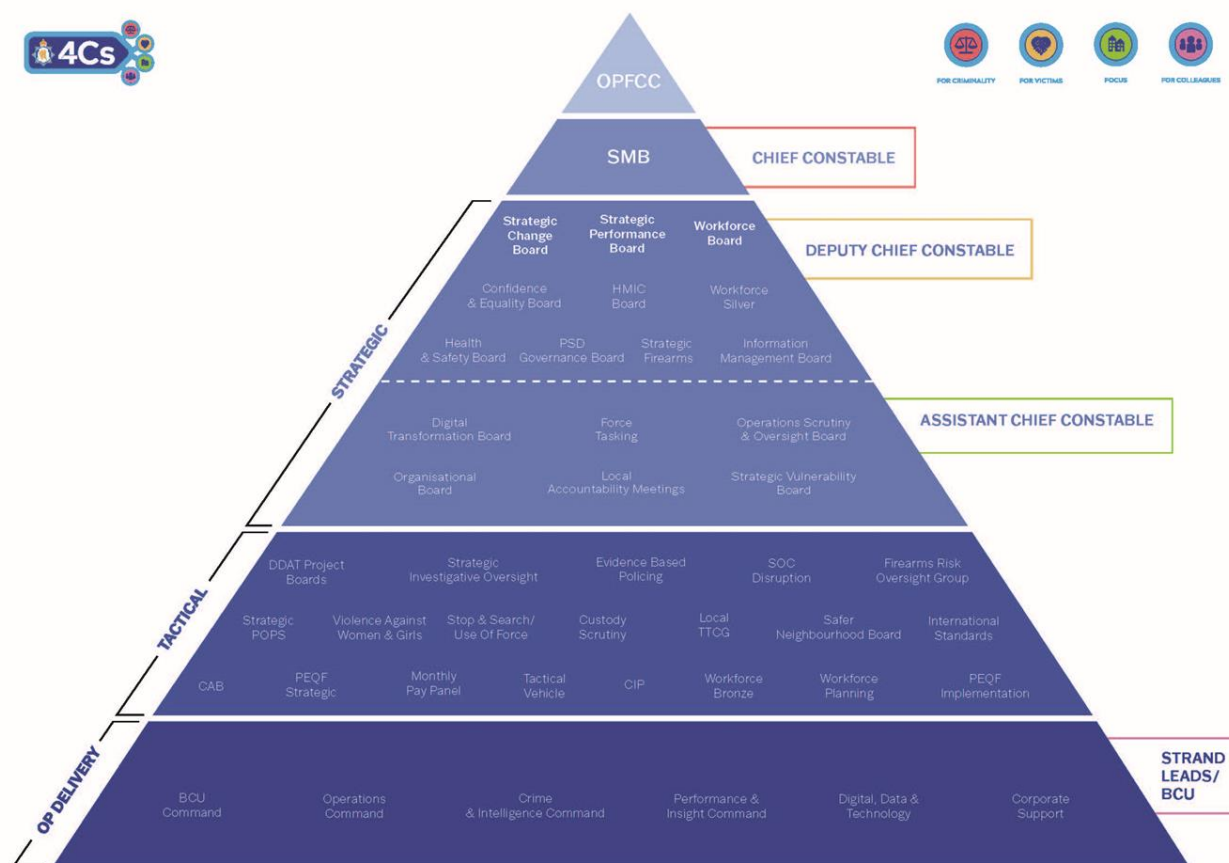 4Cs
FOR CRIMINALITY
FOR VICTIMS
FOCUS
FOR COLLEAGUES
OPFCC
SMB
CHIEF CONSTABLE
STRATEGIC
Strategic
Change
Board
Strategic
Performance
Board
Workforce
Board
DEPUTY CHIEF CONSTABLE
Confidence
& Equality Board
HMIC
Board
Workforce
Silver
Health
& Safety Board
PSD
Governance Board
Strategic
Firearms
Information
Management Board
ASSISTANT CHIEF CONSTABLE
Digital
Transformation Board
Force
Tasking
Operations Scrutiny
& Oversight Board
Organisational
Board
Local
Accountability Meetings
Strategic Vulnerability
Board
TACTICAL
DDAT Project
Boards
Strategic
Investigative Oversight
Evidence Based
Policing
SOC
Disruption
Firearms Risk
Oversight Group
Strategic
POPS
Violence Against
Women & Girls
Stop & Search/
Use Of Force
Custody
Scrutiny
Local
TTCG
Safer
Neighbourhood Board
International
Standards
CAB
PEQF
Strategic
Monthly
Pay Panel
Tactical
Vehicle
CIP
Workforce
Bronze
Workforce
Planning
PEQF
Implementation
OP DELIVERY
STRAND
LEADS/
BCU
BCU
Command
Operations
Command
Crime
& Intelligence Command
Performance &
Insight Command
Digital, Data &
Technology
Corporate
Support